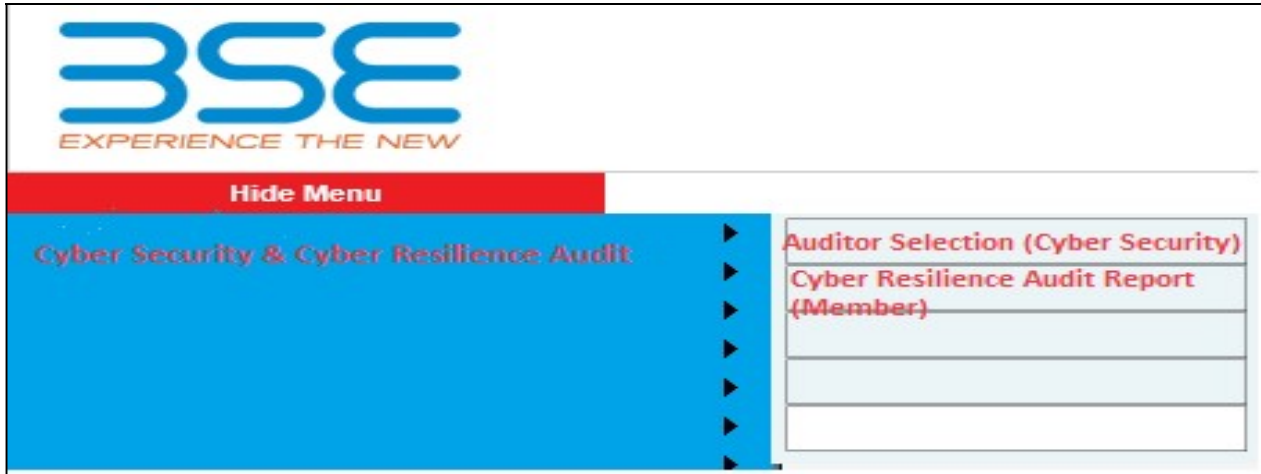 BSE
EXPERIENCE THE NEW
Hide Menu
Cyber Security & Cyber Resilience Audit
Auditor Selection (Cyber Security)
Cyber Resilience Audit Report
(Member)